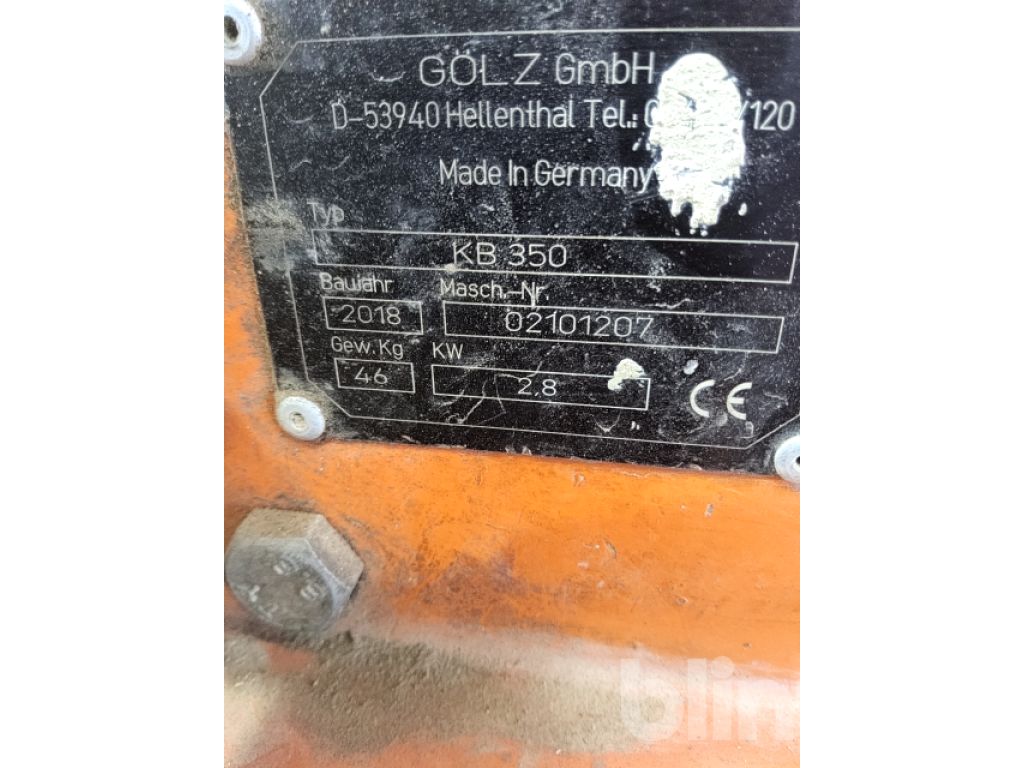 GÖLZ GmbH
D-53940 Hellenthal Tel.: /120
Made In Germany
Typ
KB 350
Baujahr Masch.-Nr.
2018 02101207
Gew. Kg KW
46 2,8
CE